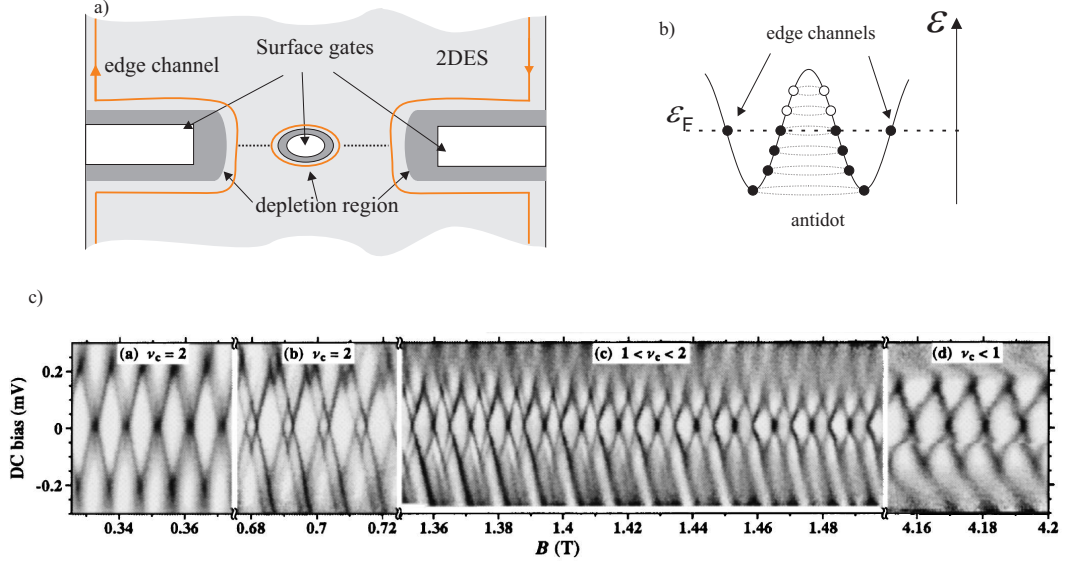 a)
Surface gates
edge channel
2DES
depletion region
b)
edge channels
ℰ
ℰF
antidot
c)
(a) νc = 2
(b) νc = 2
(c) 1 < νc < 2
(d) νc < 1
DC bias (mV)
0.2
0
-0.2
0.34 0.36 0.68 0.7 0.72 1.36 1.38 1.4 1.42 1.44 1.46 1.48 4.16 4.18 4.2
B (T)